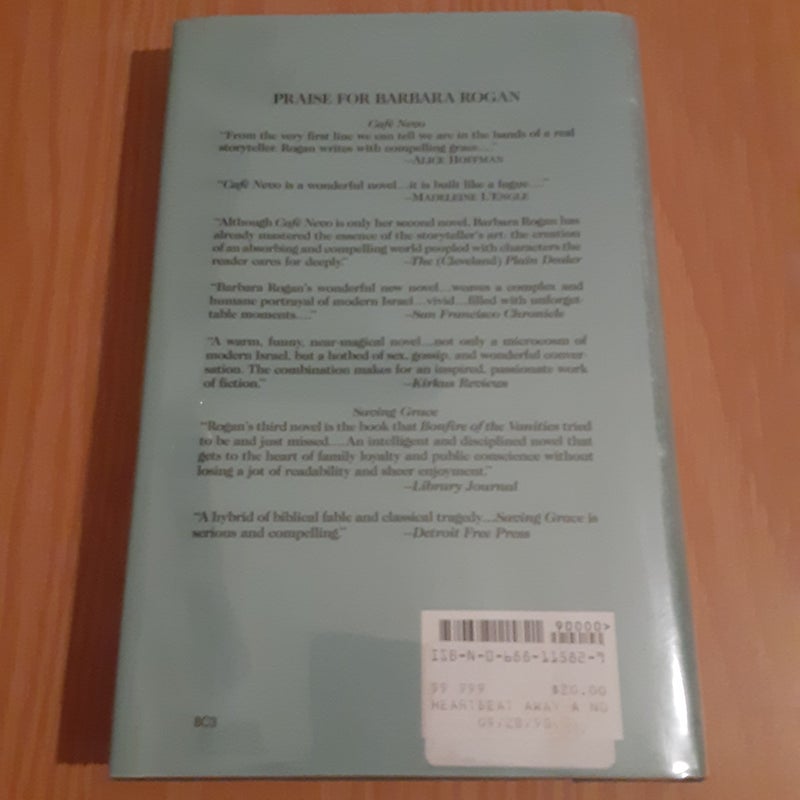 PRAISE FOR BARBARA ROGAN
Café Nevo
"From the very first line we can tell we are in the hands of a real
storyteller. Rogan writes with compelling grace...."
–ALICE HOFFMAN
"Café Nevo is a wonderful novel...it is built like a fugue...."
–MADELEINE L'ENGLE
"Although Café Nevo is only her second novel, Barbara Rogan has
already mastered the essence of the storyteller's art: the creation
of an absorbing and compelling world peopled with characters the
reader cares for deeply." –The (Cleveland) Plain Dealer
"Barbara Rogan's wonderful new novel...weaves a complex and
humane portrayal of modern Israel...vivid...filled with unforget-
table moments...." –San Francisco Chronicle
"A warm, funny, near-magical novel...not only a microcosm of
modern Israel, but a hotbed of sex, gossip, and wonderful conver-
sation. The combination makes for an inspired, passionate work
of fiction." –Kirkus Reviews
Saving Grace
"Rogan's third novel is the book that Bonfire of the Vanities tried
to be and just missed....An intelligent and disciplined novel that
gets to the heart of family loyalty and public conscience without
losing a jot of readability and sheer enjoyment."
–Library Journal
"A hybrid of biblical fable and classical tragedy...Saving Grace is
serious and compelling." –Detroit Free Press
90000>
99 999 $20.00
HEARTBEAT AWAY A NO
BC3